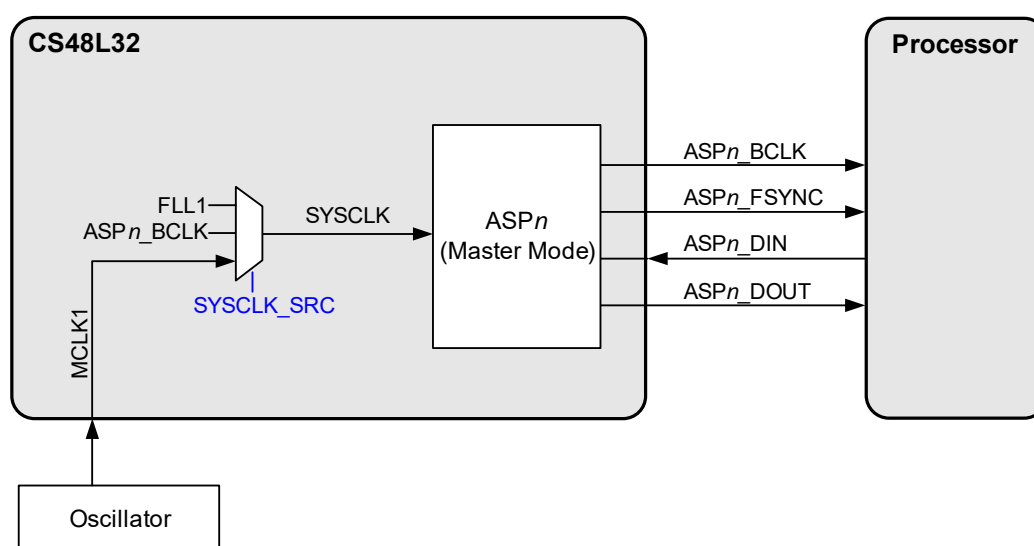 CS48L32
Processor
ASPn_BCLK
FLL1
SYSCLK
ASPn
ASPn_FSYNC
ASPn_BCLK
(Master Mode)
ASPn_DIN
SYSCLK_SRC
ASPn_DOUT
MCLK1
Oscillator